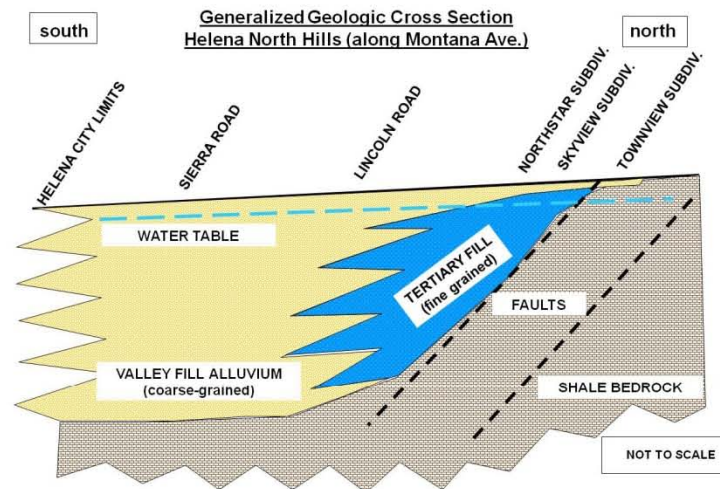 Generalized Geologic Cross Section
Helena North Hills (along Montana Ave.)
south
north
HELENA CITY LIMITS
SIERRA ROAD
LINCOLN ROAD
NORTHSTAR SUBDIV.
SKYVIEW SUBDIV.
TOWNVIEW SUBDIV.
WATER TABLE
TERTIARY FILL
(fine grained)
FAULTS
VALLEY FILL ALLUVIUM
(coarse-grained)
SHALE BEDROCK
NOT TO SCALE